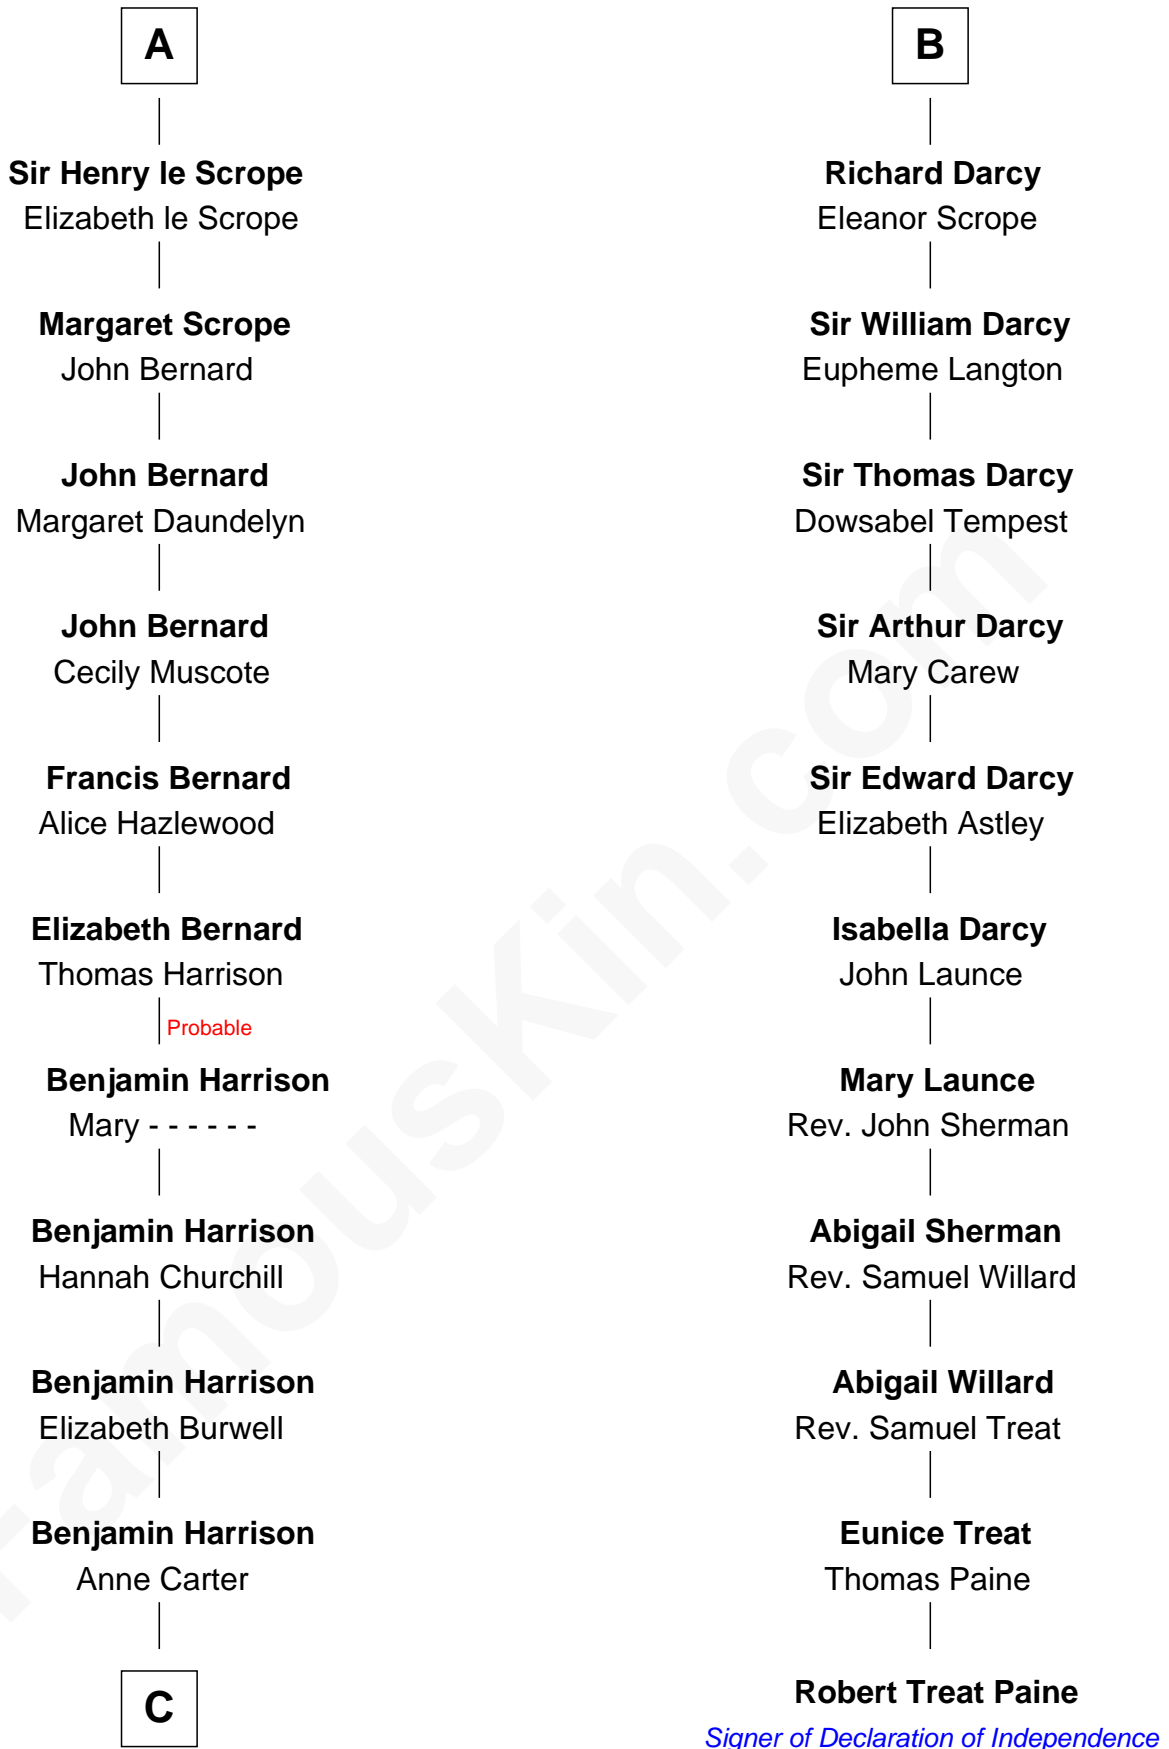 A
Sir Henry le Scrope
Elizabeth le Scrope
Margaret Scrope
John Bernard
John Bernard
Margaret Daundelyn
John Bernard
Cecily Muscote
Francis Bernard
Alice Hazlewood
Elizabeth Bernard
Thomas Harrison
Probable
Benjamin Harrison
Mary - - - - - -
Benjamin Harrison
Hannah Churchill
Benjamin Harrison
Elizabeth Burwell
Benjamin Harrison
Anne Carter
C
B
Richard Darcy
Eleanor Scrope
Sir William Darcy
Eupheme Langton
Sir Thomas Darcy
Dowsabel Tempest
Sir Arthur Darcy
Mary Carew
Sir Edward Darcy
Elizabeth Astley
Isabella Darcy
John Launce
Mary Launce
Rev. John Sherman
Abigail Sherman
Rev. Samuel Willard
Abigail Willard
Rev. Samuel Treat
Eunice Treat
Thomas Paine
Robert Treat Paine
Signer of Declaration of Independence
FamousKin.com